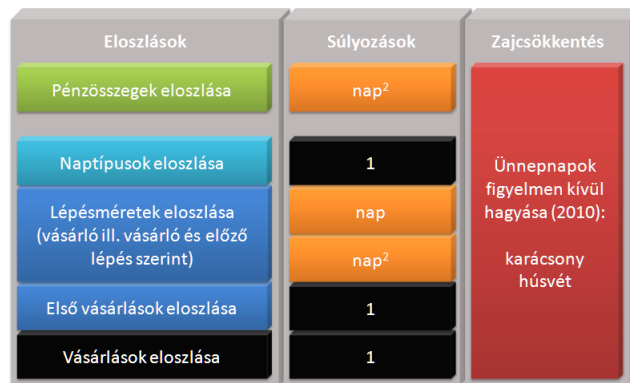 Eloszlások
Súlyozások
Zajcsökkentés
Pénzösszegek eloszlása
nap²
Naptípusok eloszlása
1
Lépésméretek eloszlása
(vásárló ill. vásárló és előző
lépés szerint)
nap
nap²
Első vásárlások eloszlása
1
Vásárlások eloszlása
1
Ünnepnapok
figyelmen kívül
hagyása (2010):
karácsony
húsvét